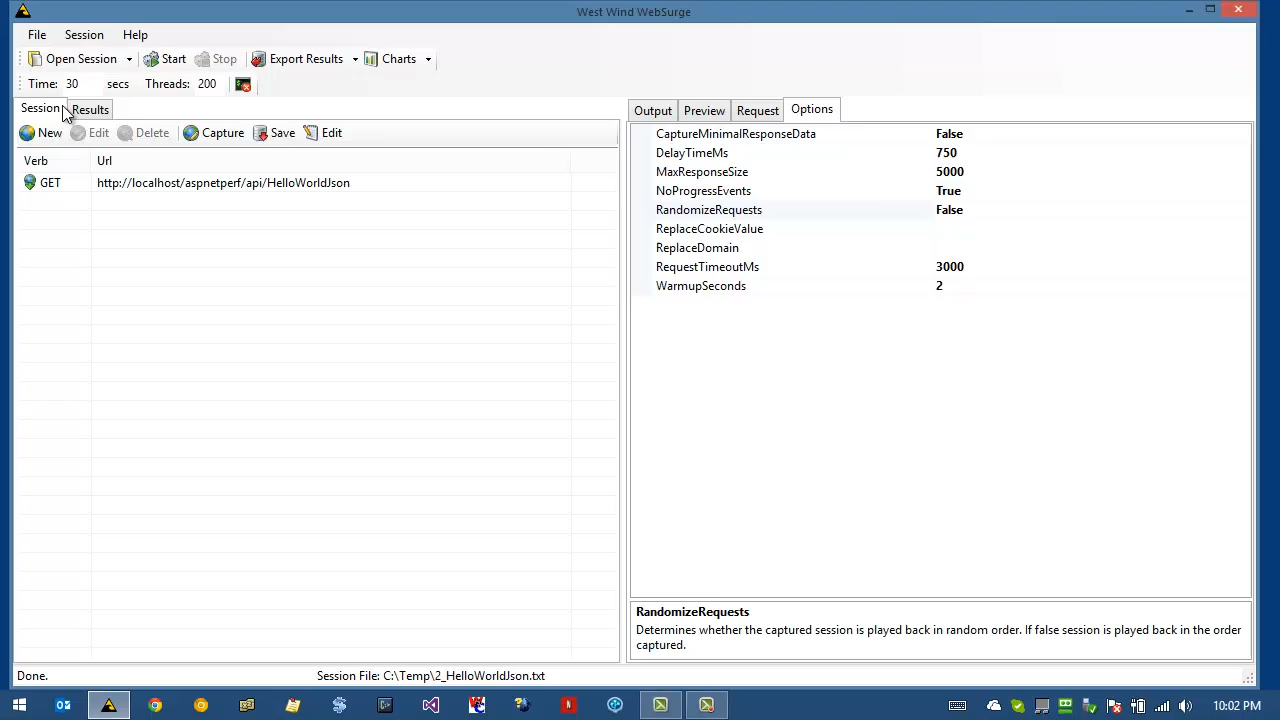 West Wind WebSurge
File Session Help
Open Session Start Stop Export Results Charts
Time: 30 secs Threads: 200
Session Results
New Edit Delete Capture Save Edit
Verb Url
GET http://localhost/aspnetperf/api/HelloWorldJson
Output Preview Request Options
CaptureMinimalResponseData False
DelayTimeMs 750
MaxResponseSize 5000
NoProgressEvents True
RandomizeRequests False
ReplaceCookieValue
ReplaceDomain
RequestTimeoutMs 3000
WarmupSeconds 2
RandomizeRequests
Determines whether the captured session is played back in random order. If false session is played back in the order
captured.
Done. Session File: C:\Temp\2_HelloWorldJson.txt
10:02 PM